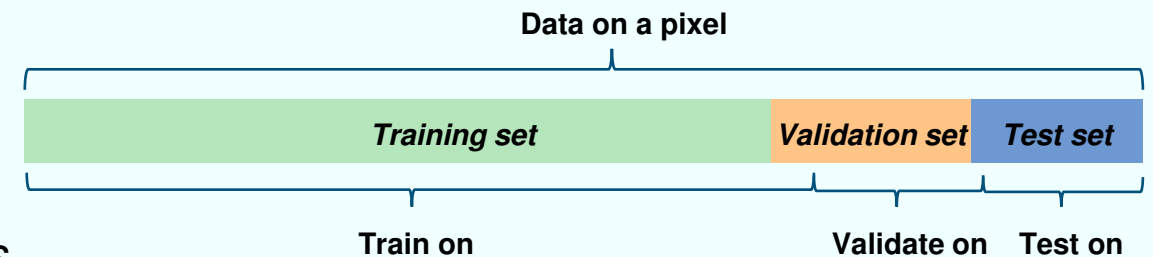 Data on a pixel
Training set Validation set Test set
Train on Validate on Test on